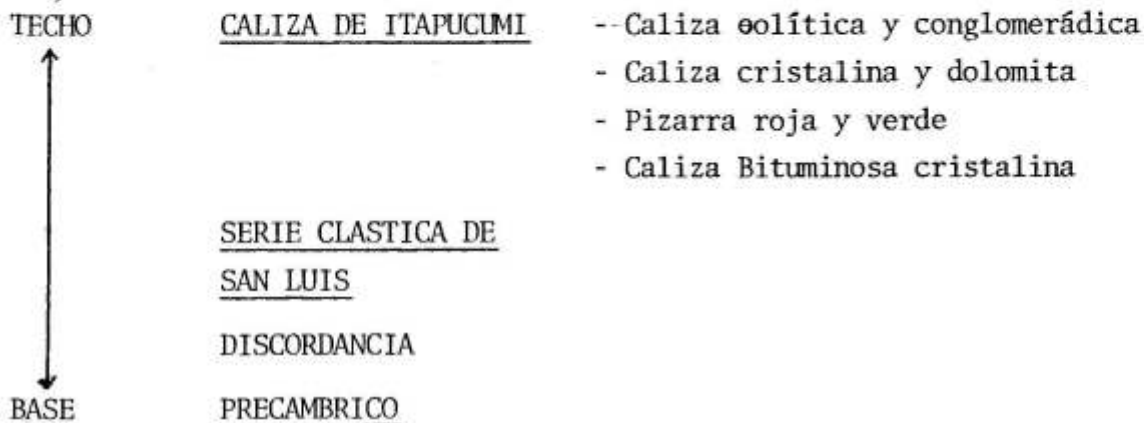 TECHO CALIZA DE ITAPUCUMI -- Caliza oolítica y conglomerádica
- Caliza cristalina y dolomita
- Pizarra roja y verde
- Caliza Bituminosa cristalina
SERIE CLASTICA DE
SAN LUIS
DISCORDANCIA
BASE PRECAMBRICO